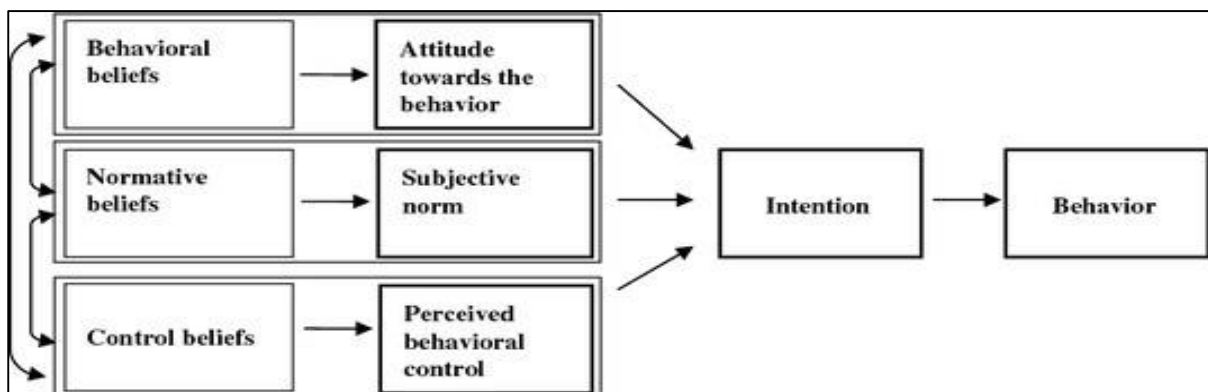 Behavioral
beliefs
Attitude
towards the
behavior
Normative
beliefs
Subjective
norm
Intention
Behavior
Control beliefs
Perceived
behavioral
control